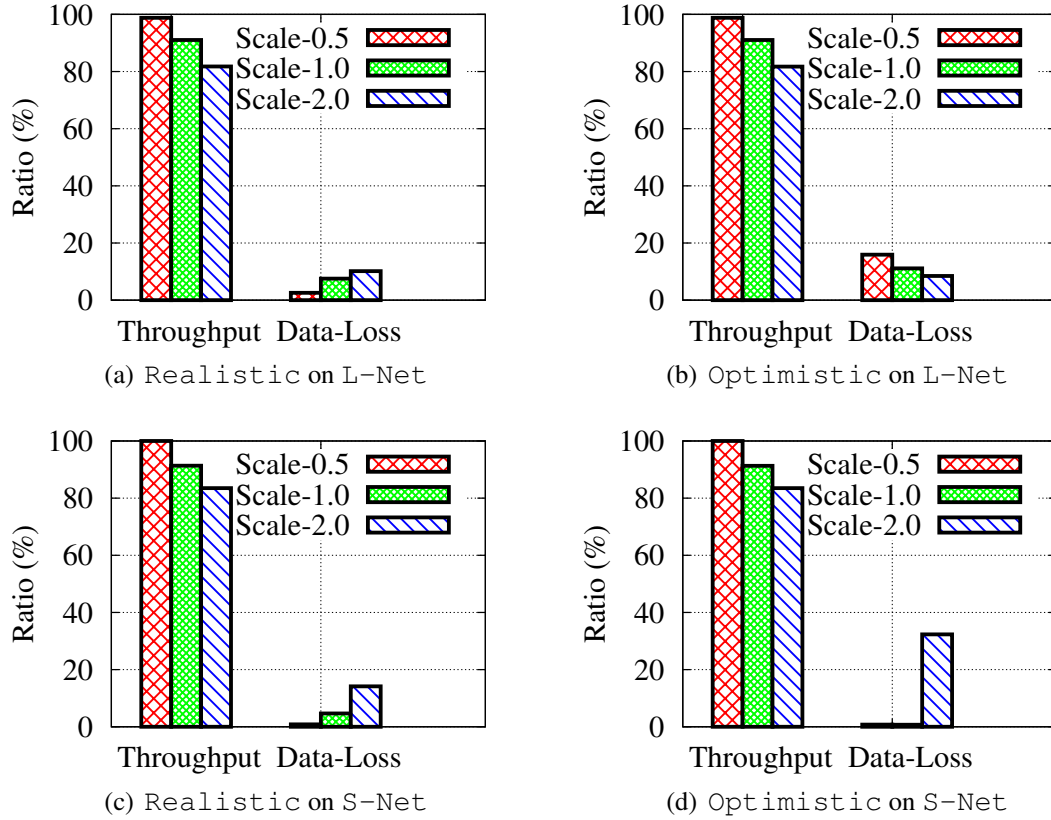 100
80
60
40
20
0
Ratio (%)
Scale-0.5
Scale-1.0
Scale-2.0
Throughput Data-Loss
(a) Realistic on L-Net
100
80
60
40
20
0
Ratio (%)
Scale-0.5
Scale-1.0
Scale-2.0
Throughput Data-Loss
(b) Optimistic on L-Net
100
80
60
40
20
0
Ratio (%)
Scale-0.5
Scale-1.0
Scale-2.0
Throughput Data-Loss
(c) Realistic on S-Net
100
80
60
40
20
0
Ratio (%)
Scale-0.5
Scale-1.0
Scale-2.0
Throughput Data-Loss
(d) Optimistic on S-Net